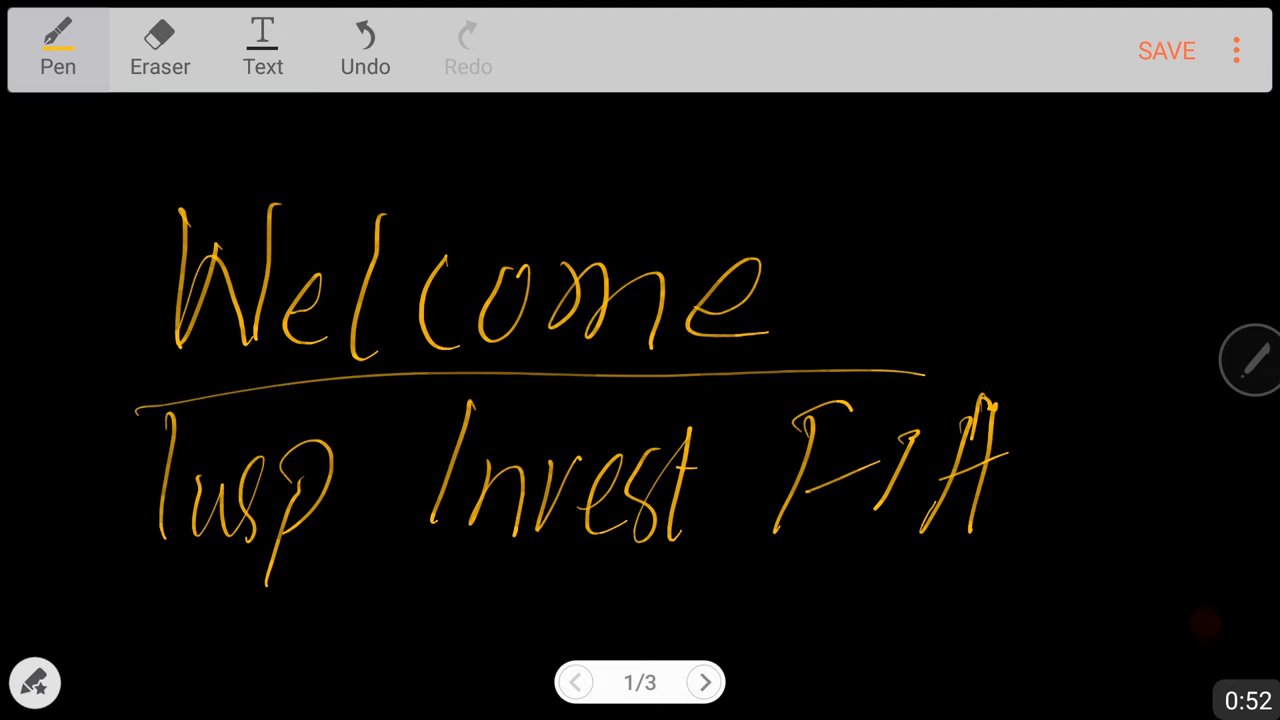 Pen Eraser Text Undo Redo SAVE
Welcome
Iusp Invest FIA
1/3
0:52